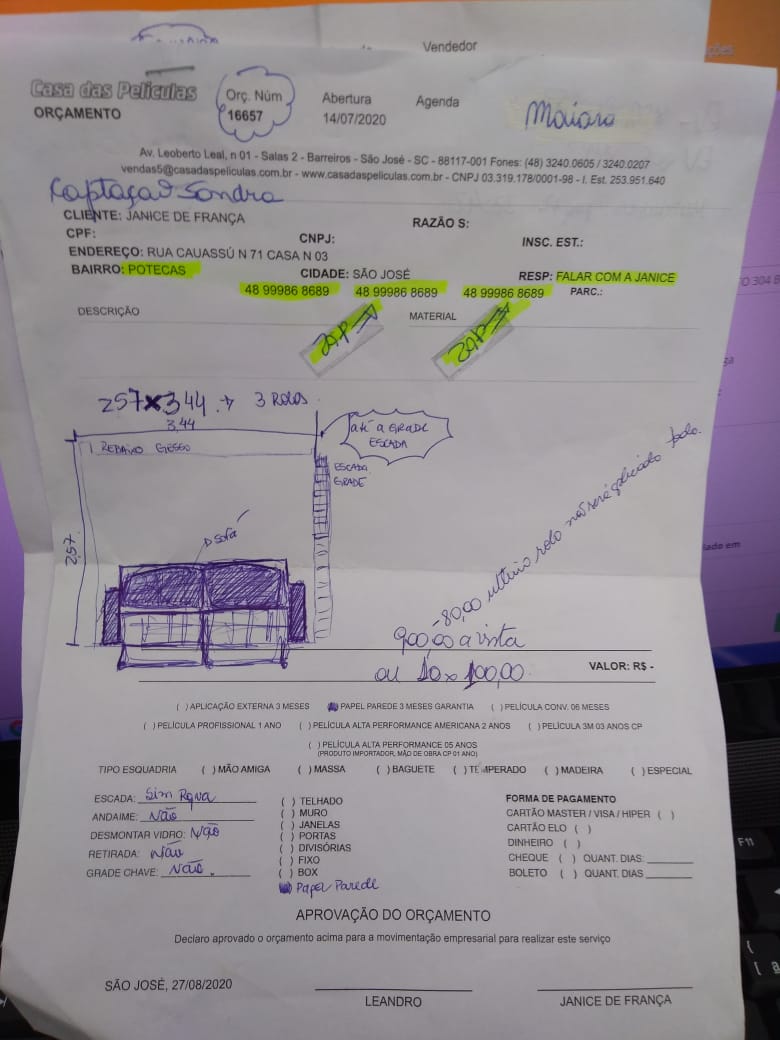 Vendedor
Casa das Películas
ORÇAMENTO
Orç. Núm
16657
Abertura
14/07/2020
Agenda
Maiara
Av. Leoberto Leal, n 01 - Salas 2 - Barreiros - São José - SC - 88117-001 Fones: (48) 3240.0605 / 3240.0207
vendas5@casadaspeliculas.com.br - www.casadaspeliculas.com.br - CNPJ 03.319.178/0001-98 - I. Est. 253.951.640
Captação Sandra
CLIENTE: JANICE DE FRANÇA
RAZÃO S:
CPF:
CNPJ:
INSC. EST.:
ENDEREÇO: RUA CAUASSÚ N 71 CASA N 03
BAIRRO: POTECAS
CIDADE: SÃO JOSÉ
RESP: FALAR COM A JANICE
48 99986 8689 48 99986 8689 48 99986 8689 PARC.:
DESCRIÇÃO
MATERIAL
ZAP
ZAP
257x344 → 3 ROLOS
3,44
até a GRADE
ESCADA
REBAIXO GESSO
ESCADA
GRADE
2,57
SOFÁ
-80,00 ultimo rolo não será aplicado todo.
900,00 a vista
ou 10x 100,00
VALOR: R$ -
( ) APLICAÇÃO EXTERNA 3 MESES PAPEL PAREDE 3 MESES GARANTIA ( ) PELÍCULA CONV. 06 MESES
( ) PELÍCULA PROFISSIONAL 1 ANO ( ) PELÍCULA ALTA PERFORMANCE AMERICANA 2 ANOS ( ) PELÍCULA 3M 03 ANOS CP
( ) PELÍCULA ALTA PERFORMANCE 05 ANOS
(PRODUTO IMPORTADOR, MÃO DE OBRA CP 01 ANO)
TIPO ESQUADRIA ( ) MÃO AMIGA ( ) MASSA ( ) BAGUETE ( ) TEMPERADO ( ) MADEIRA ( ) ESPECIAL
ESCADA: Sim
ANDAIME: Não
DESMONTAR VIDRO: Não
RETIRADA: Não
GRADE CHAVE: Não.
( ) TELHADO
( ) MURO
( ) JANELAS
( ) PORTAS
( ) DIVISÓRIAS
( ) FIXO
( ) BOX
Papel Parede
FORMA DE PAGAMENTO
CARTÃO MASTER / VISA / HIPER ( )
CARTÃO ELO ( )
DINHEIRO ( )
CHEQUE ( ) QUANT. DIAS:
BOLETO ( ) QUANT. DIAS
APROVAÇÃO DO ORÇAMENTO
Declaro aprovado o orçamento acima para a movimentação empresarial para realizar este serviço
SÃO JOSÉ, 27/08/2020
LEANDRO
JANICE DE FRANÇA
F11